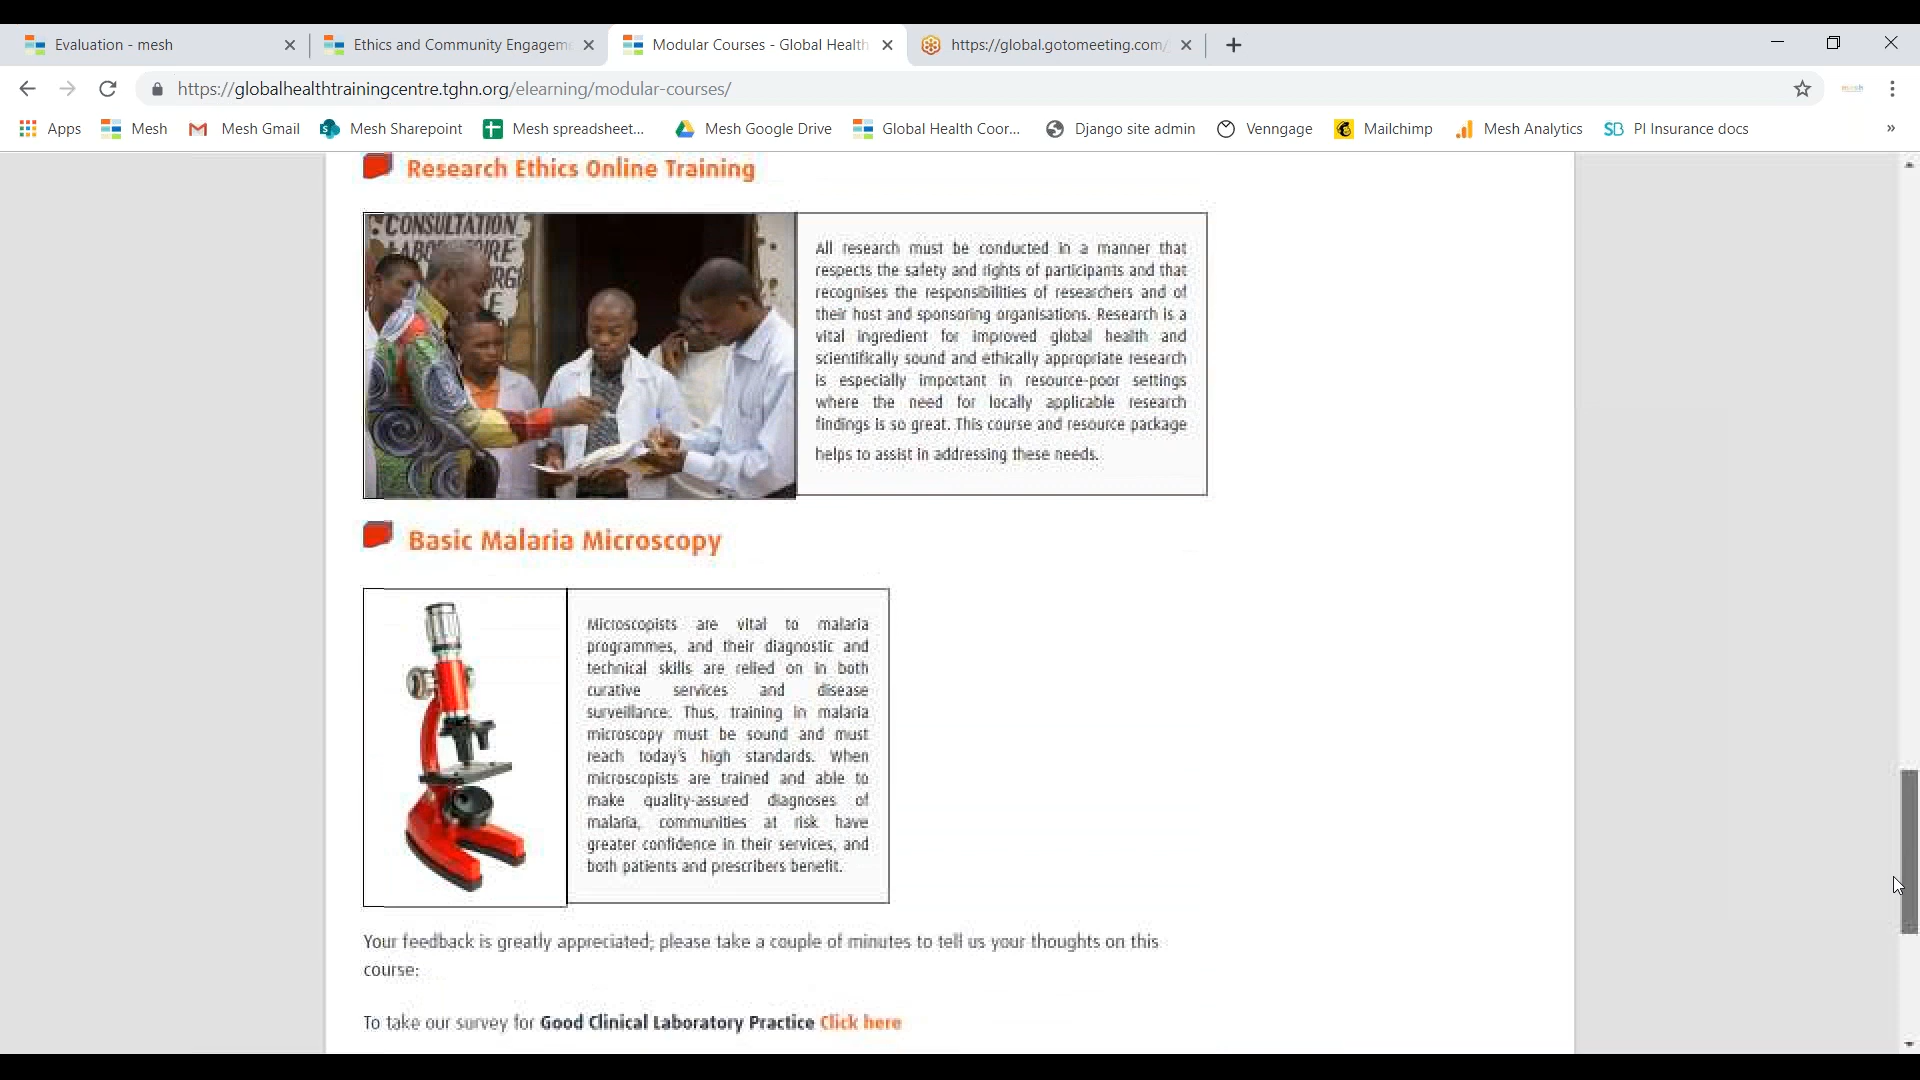 Evaluation - mesh
Ethics and Community Engagem
Modular Courses - Global Health
https://global.gotomeeting.com/
https://globalhealthtrainingcentre.tghn.org/elearning/modular-courses/
mesh
Apps
Mesh
Mesh Gmail
Mesh Sharepoint
Mesh spreadsheet...
Mesh Google Drive
Global Health Coor...
Django site admin
Venngage
Mailchimp
Mesh Analytics
SB PI Insurance docs
»
Research Ethics Online Training
CONSULTATION
All research must be conducted in a manner that
respects the safety and rights of participants and that
recognises the responsibilities of researchers and of
their host and sponsoring organisations. Research is a
vital ingredient for improved global health and
scientifically sound and ethically appropriate research
is especially important in resource-poor settings
where the need for locally applicable research
findings is so great. This course and resource package
helps to assist in addressing these needs.
Basic Malaria Microscopy
Microscopists are vital to malaria
programmes, and their diagnostic and
technical skills are relied on in both
curative services and disease
surveillance. Thus, training in malaria
microscopy must be sound and must
reach today's high standards. When
microscopists are trained and able to
make quality-assured diagnoses of
malaria, communities at risk have
greater confidence in their services, and
both patients and prescribers benefit.
Your feedback is greatly appreciated; please take a couple of minutes to tell us your thoughts on this
course:
To take our survey for Good Clinical Laboratory Practice Click here